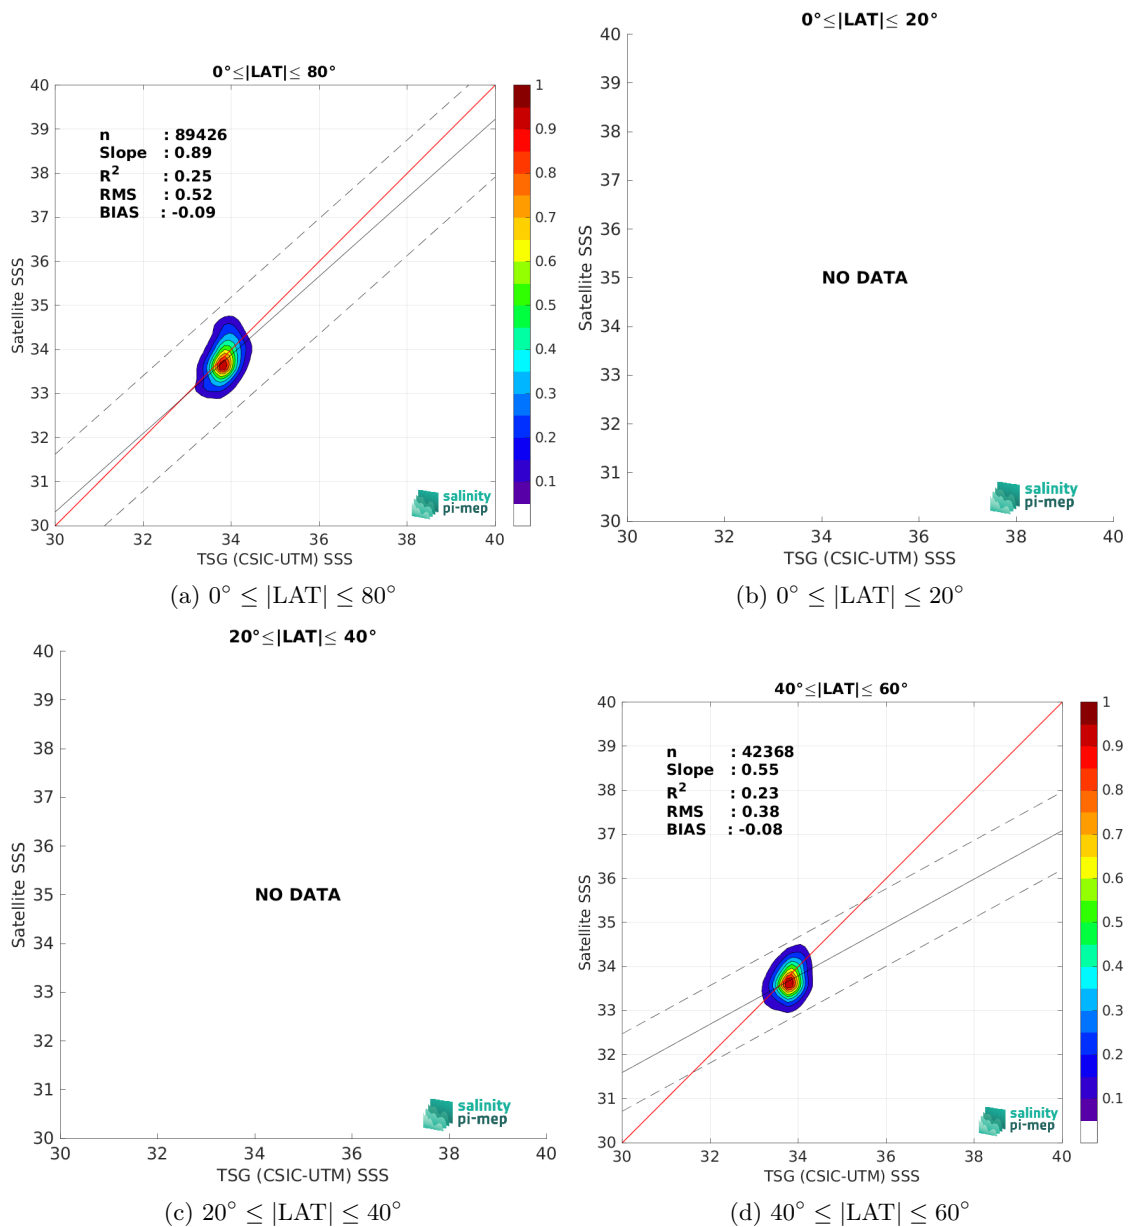 0°≤|LAT|≤ 80°
40
39
38
37
36
35
34
33
32
31
30
Satellite SSS
n : 89426
Slope : 0.89
R² : 0.25
RMS : 0.52
BIAS : -0.09
1
0.9
0.8
0.7
0.6
0.5
0.4
0.3
0.2
0.1
salinity
pi-mep
30 32 34 36 38 40
TSG (CSIC-UTM) SSS
(a) 0° ≤ |LAT| ≤ 80°
0°≤|LAT|≤ 20°
40
39
38
37
36
35
34
33
32
31
30
Satellite SSS
NO DATA
salinity
pi-mep
30 32 34 36 38 40
TSG (CSIC-UTM) SSS
(b) 0° ≤ |LAT| ≤ 20°
20°≤|LAT|≤ 40°
40
39
38
37
36
35
34
33
32
31
30
Satellite SSS
NO DATA
salinity
pi-mep
30 32 34 36 38 40
TSG (CSIC-UTM) SSS
(c) 20° ≤ |LAT| ≤ 40°
40°≤|LAT|≤ 60°
40
39
38
37
36
35
34
33
32
31
30
Satellite SSS
n : 42368
Slope : 0.55
R² : 0.23
RMS : 0.38
BIAS : -0.08
1
0.9
0.8
0.7
0.6
0.5
0.4
0.3
0.2
0.1
salinity
pi-mep
30 32 34 36 38 40
TSG (CSIC-UTM) SSS
(d) 40° ≤ |LAT| ≤ 60°